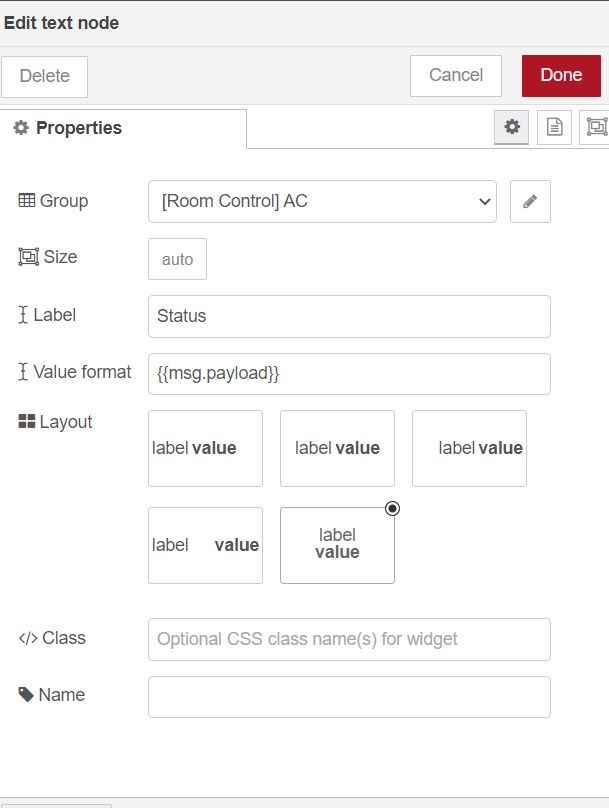 Edit text node
Delete
Cancel
Done
Properties
Group
[Room Control] AC
Size
auto
Label
Status
Value format
{{msg.payload}}
Layout
label value
label value
label value
label value
label
value
</> Class
Optional CSS class name(s) for widget
Name